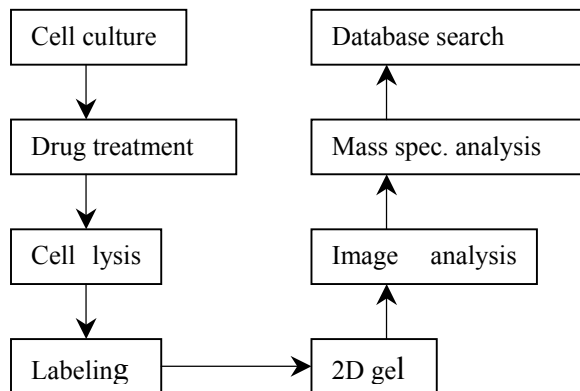 Cell culture
Drug treatment
Cell lysis
Labeling
2D gel
Image analysis
Mass spec. analysis
Database search